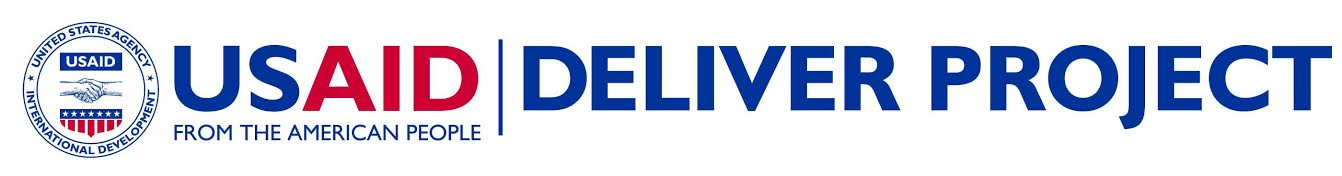 UNITED STATES AGENCY
USAID
INTERNATIONAL DEVELOPMENT
USAID
FROM THE AMERICAN PEOPLE
DELIVER PROJECT